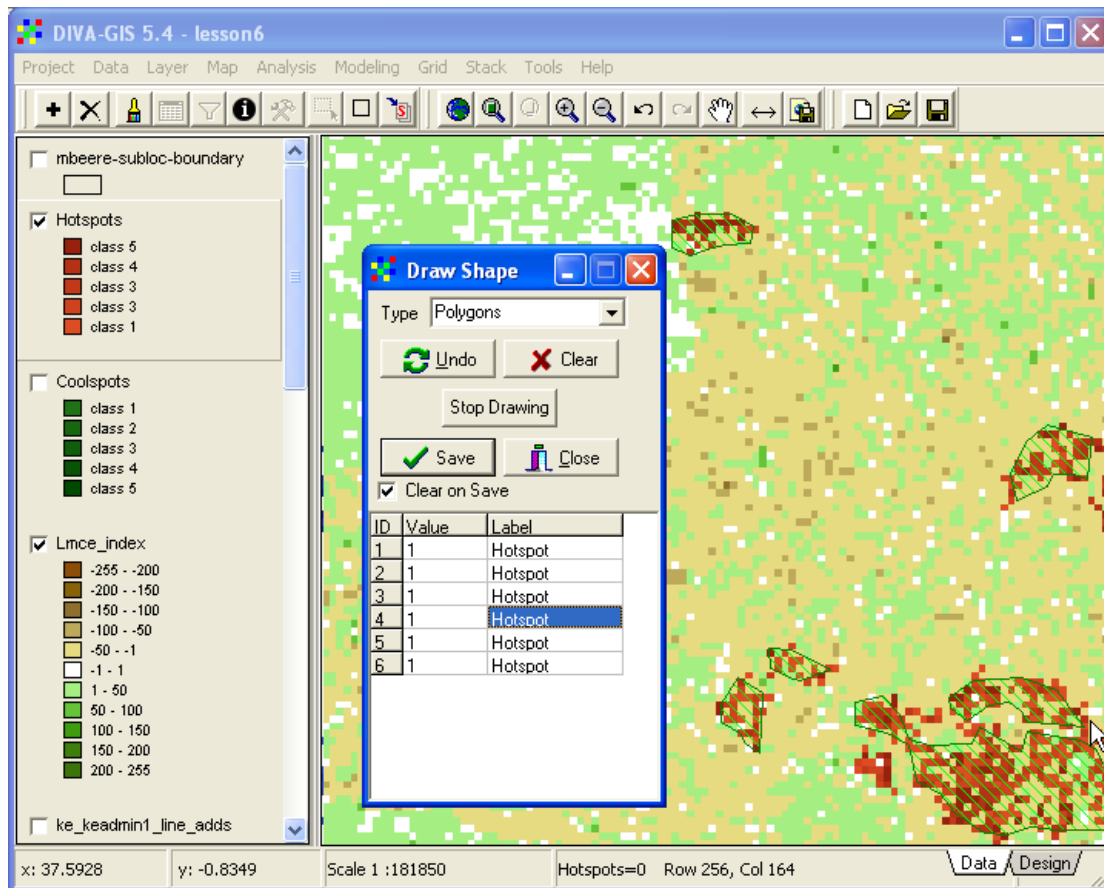 DIVA-GIS 5.4 - lesson6
Project Data Layer Map Analysis Modeling Grid Stack Tools Help
mbeere-subloc-boundary
Hotspots
class 5
class 4
class 3
class 3
class 1
Coolspots
class 1
class 2
class 3
class 4
class 5
Lmce_index
-255 - -200
-200 - -150
-150 - -100
-100 - -50
-50 - -1
-1 - 1
1 - 50
50 - 100
100 - 150
150 - 200
200 - 255
ke_keadmin1_line_adds
Draw Shape
Type Polygons
Undo Clear
Stop Drawing
Save Close
Clear on Save
ID Value Label
1 1 Hotspot
2 1 Hotspot
3 1 Hotspot
4 1 Hotspot
5 1 Hotspot
6 1 Hotspot
x: 37.5928 y: -0.8349 Scale 1 :181850 Hotspots=0 Row 256, Col 164 Data Design